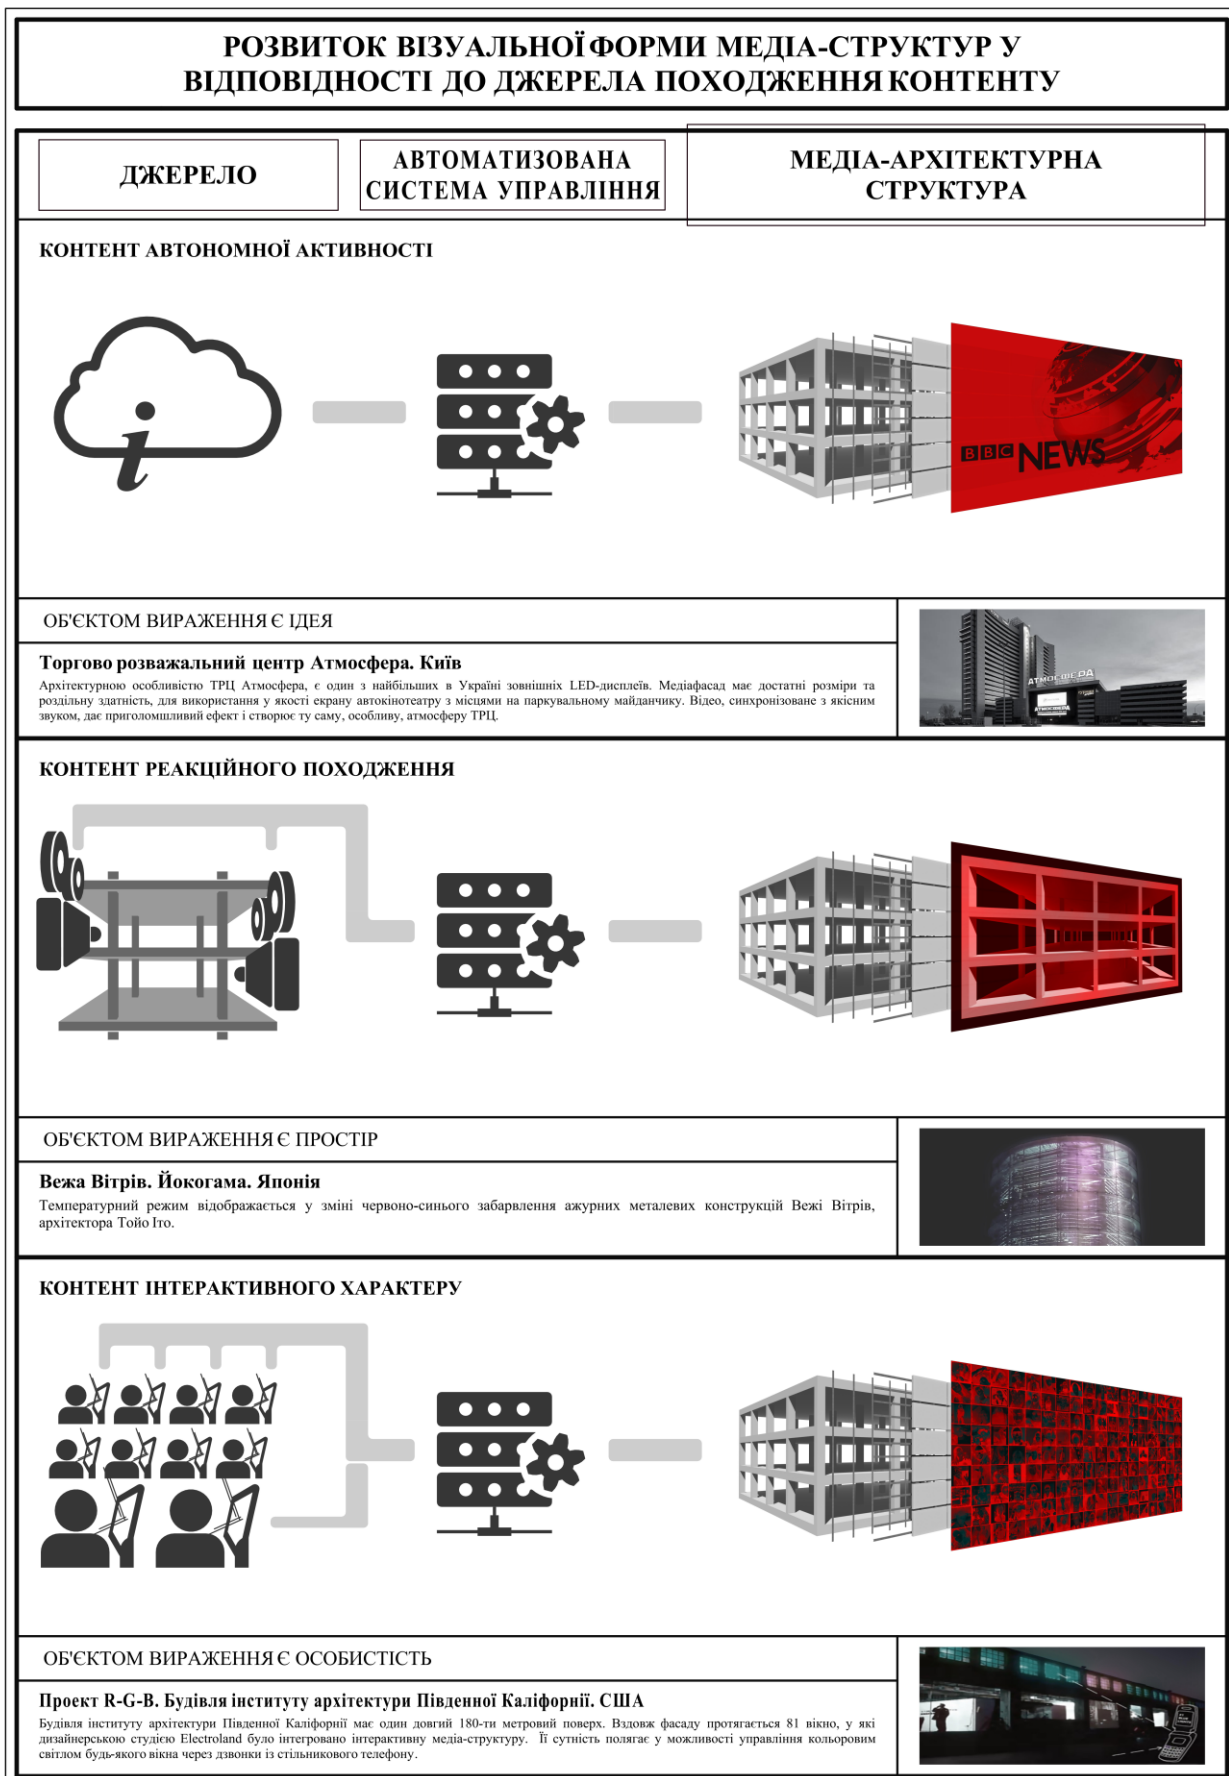 РОЗВИТОК ВІЗУАЛЬНОЇ ФОРМИ МЕДІА-СТРУКТУР У
ВІДПОВІДНОСТІ ДО ДЖЕРЕЛА ПОХОДЖЕННЯ КОНТЕНТУ
ДЖЕРЕЛО
АВТОМАТИЗОВАНА
СИСТЕМА УПРАВЛІННЯ
МЕДІА-АРХІТЕКТУРНА
СТРУКТУРА
КОНТЕНТ АВТОНОМНОЇ АКТИВНОСТІ
i
BBC NEWS
ОБ'ЄКТОМ ВИРАЖЕННЯ Є ІДЕЯ
Торгово розважальний центр Атмосфера. Київ
Архітектурною особливістю ТРЦ Атмосфера, є один з найбільших в Україні зовнішніх LED-дисплеїв. Медіафасад має достатні розміри та
роздільну здатність, для використання у якості екрану автокінотеатру з місцями на паркувальному майданчику. Відео, синхронізоване з якісним
звуком, дає приголомшливий ефект і створює ту саму, особливу, атмосферу ТРЦ.
АТМОСФЕРА
АТМОСФЕРА
КОНТЕНТ РЕАКЦІЙНОГО ПОХОДЖЕННЯ
ОБ'ЄКТОМ ВИРАЖЕННЯ Є ПРОСТІР
Вежа Вітрів. Йокогама. Японія
Температурний режим відображається у зміні червоно-синього забарвлення ажурних металевих конструкцій Вежі Вітрів,
архітектора Тойо Іто.
КОНТЕНТ ІНТЕРАКТИВНОГО ХАРАКТЕРУ
ОБ'ЄКТОМ ВИРАЖЕННЯ Є ОСОБИСТІСТЬ
Проект R-G-B. Будівля інституту архітектури Південної Каліфорнії. США
Будівля інституту архітектури Південної Каліфорнії має один довгий 180-ти метровий поверх. Вздовж фасаду протягається 81 вікно, у які
дизайнерською студією Electroland було інтегровано інтерактивну медіа-структуру. Її сутність полягає у можливості управління кольоровим
світлом будь-якого вікна через дзвонки із стільникового телефону.